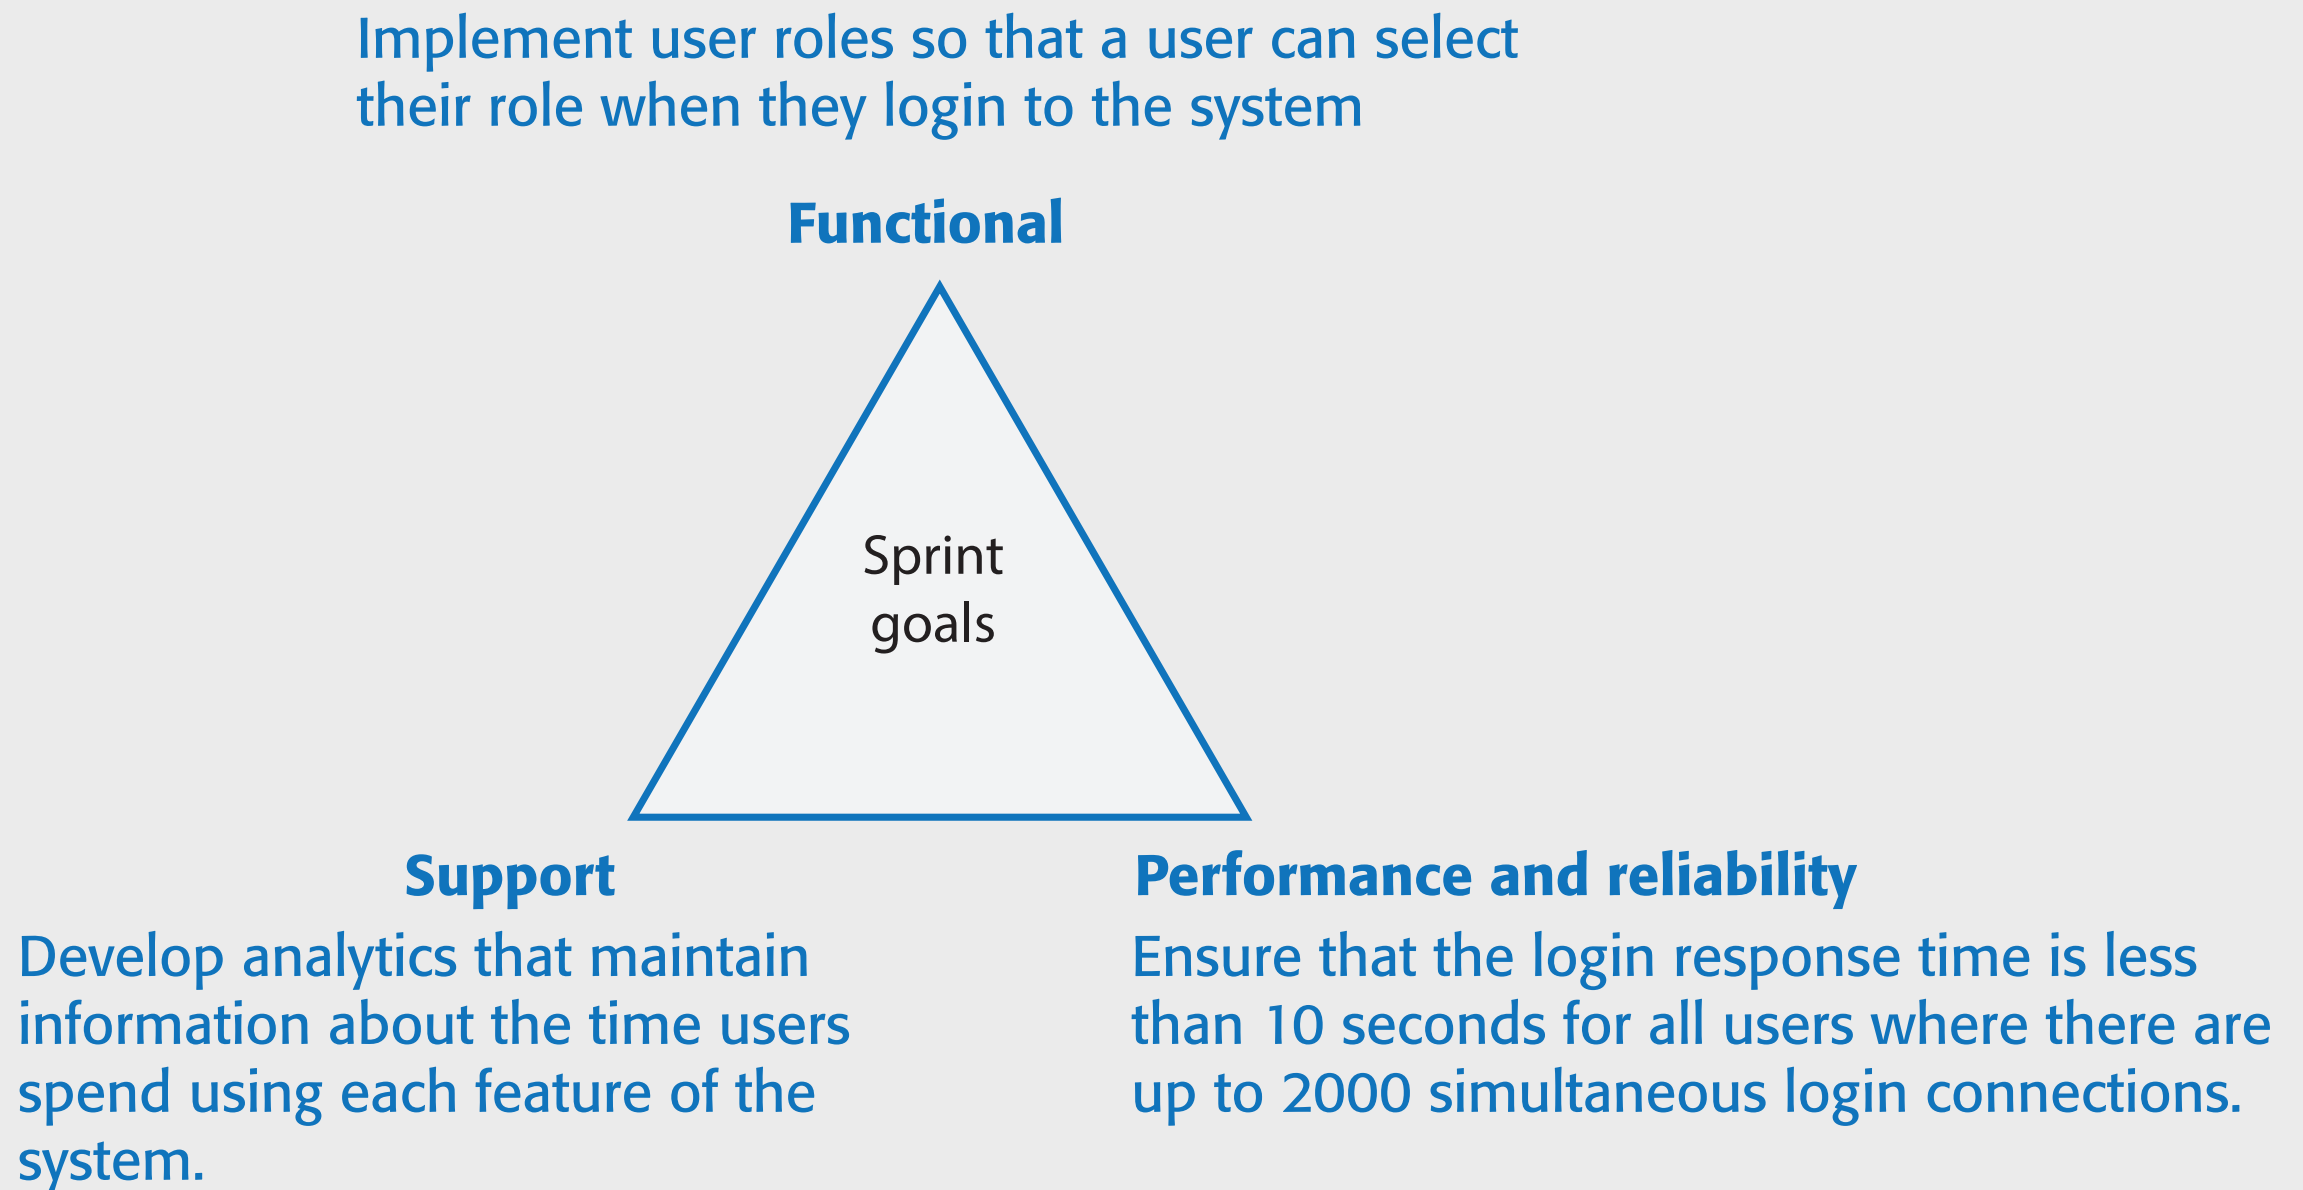 Implement user roles so that a user can select
their role when they login to the system
Functional
Sprint
goals
Support
Develop analytics that maintain
information about the time users
spend using each feature of the
system.
Performance and reliability
Ensure that the login response time is less
than 10 seconds for all users where there are
up to 2000 simultaneous login connections.